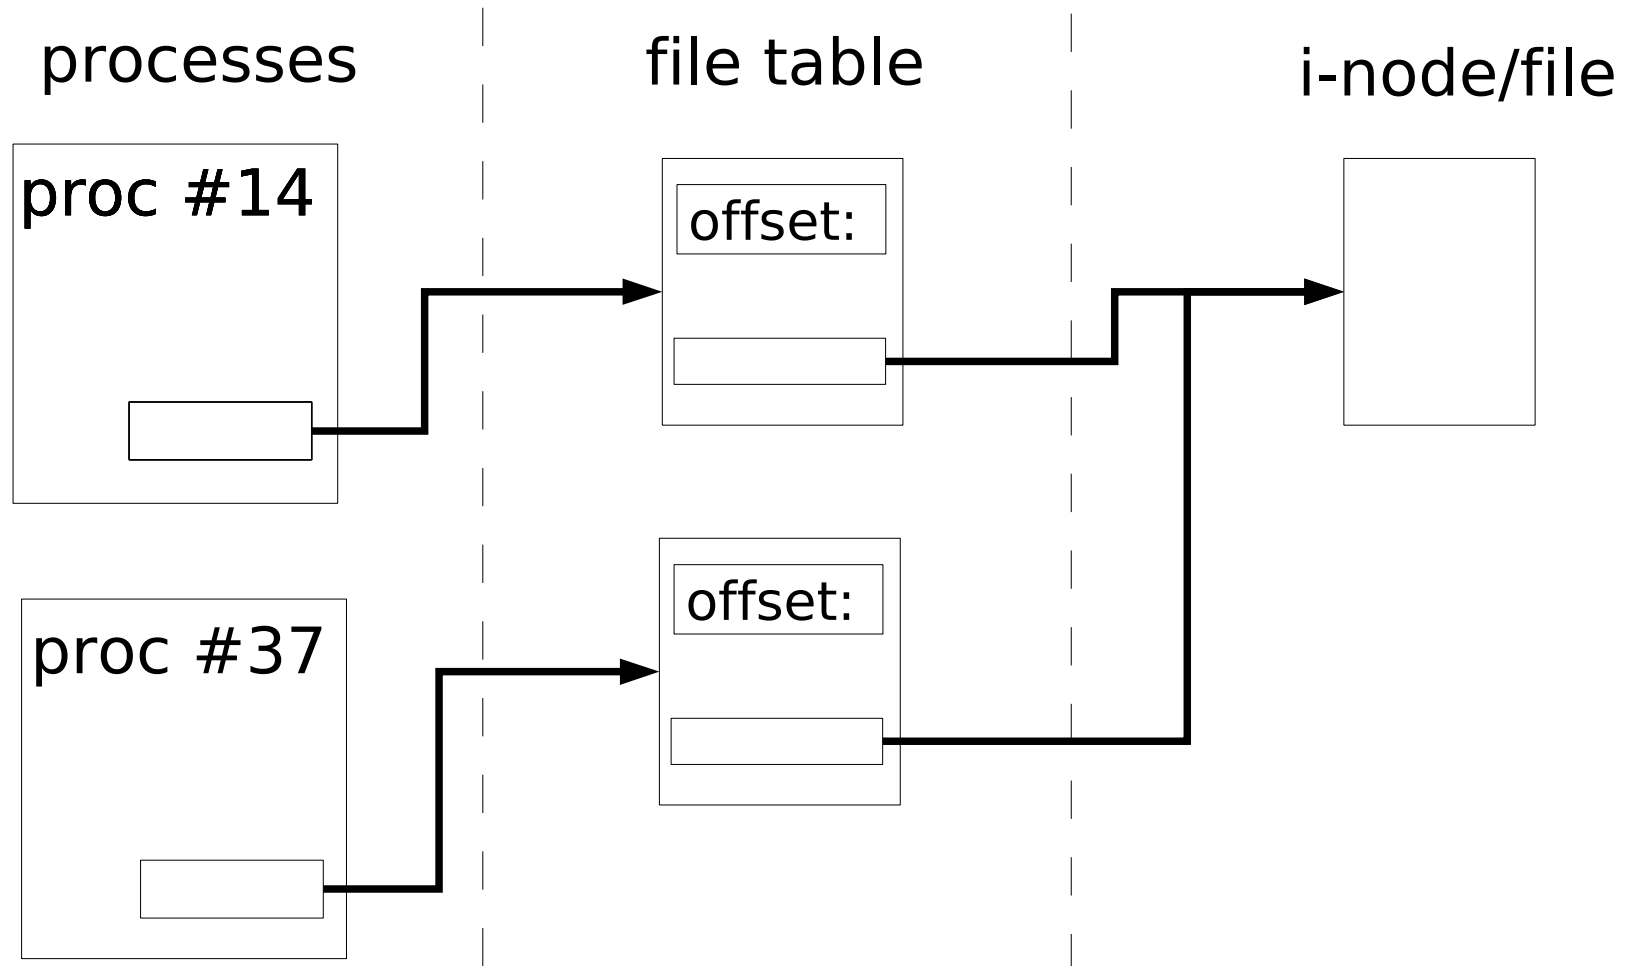 processes
file table
i-node/file
proc #14
offset:
proc #37
offset: